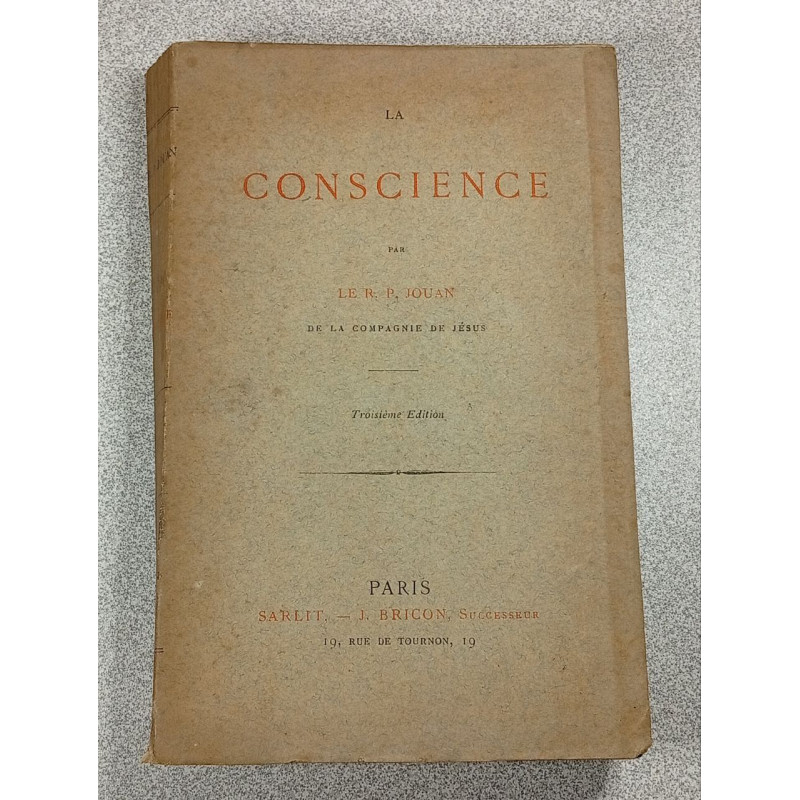 LA
CONSCIENCE
PAR
LE R. P. JOUAN
DE LA COMPAGNIE DE JÉSUS
Troisième Edition
PARIS
SARLIT. — J. BRICON, SUCCESSEUR
19, RUE DE TOURNON, 19